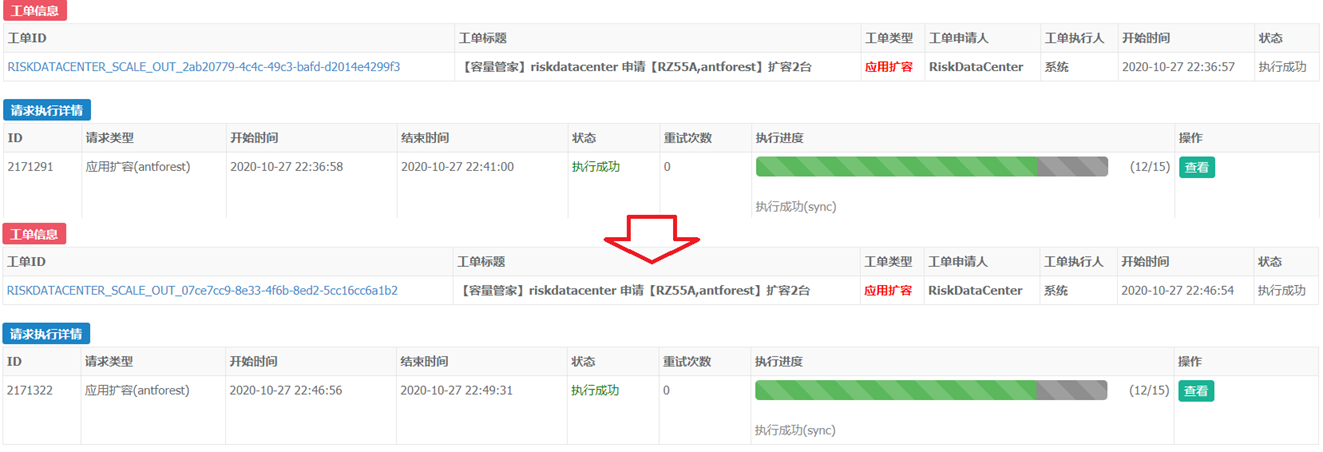 工单信息
工单ID 工单标题 工单类型 工单申请人 工单执行人 开始时间 状态
RISKDATACENTER_SCALE_OUT_2ab20779-4c4c-49c3-bafd-d2014e4299f3 【容量管家】riskdatacenter 申请【RZ55A,antforest】扩容2台 应用扩容 RiskDataCenter 系统 2020-10-27 22:36:57 执行成功
请求执行详情
ID 请求类型 开始时间 结束时间 状态 重试次数 执行进度 操作
2171291 应用扩容(antforest) 2020-10-27 22:36:58 2020-10-27 22:41:00 执行成功 0 (12/15) 查看
执行成功(sync)
工单信息
工单ID 工单标题 工单类型 工单申请人 工单执行人 开始时间 状态
RISKDATACENTER_SCALE_OUT_07ce7cc9-8e33-4f6b-8ed2-5cc16cc6a1b2 【容量管家】riskdatacenter 申请【RZ55A,antforest】扩容2台 应用扩容 RiskDataCenter 系统 2020-10-27 22:46:54 执行成功
请求执行详情
ID 请求类型 开始时间 结束时间 状态 重试次数 执行进度 操作
2171322 应用扩容(antforest) 2020-10-27 22:46:56 2020-10-27 22:49:31 执行成功 0 (12/15) 查看
执行成功(sync)